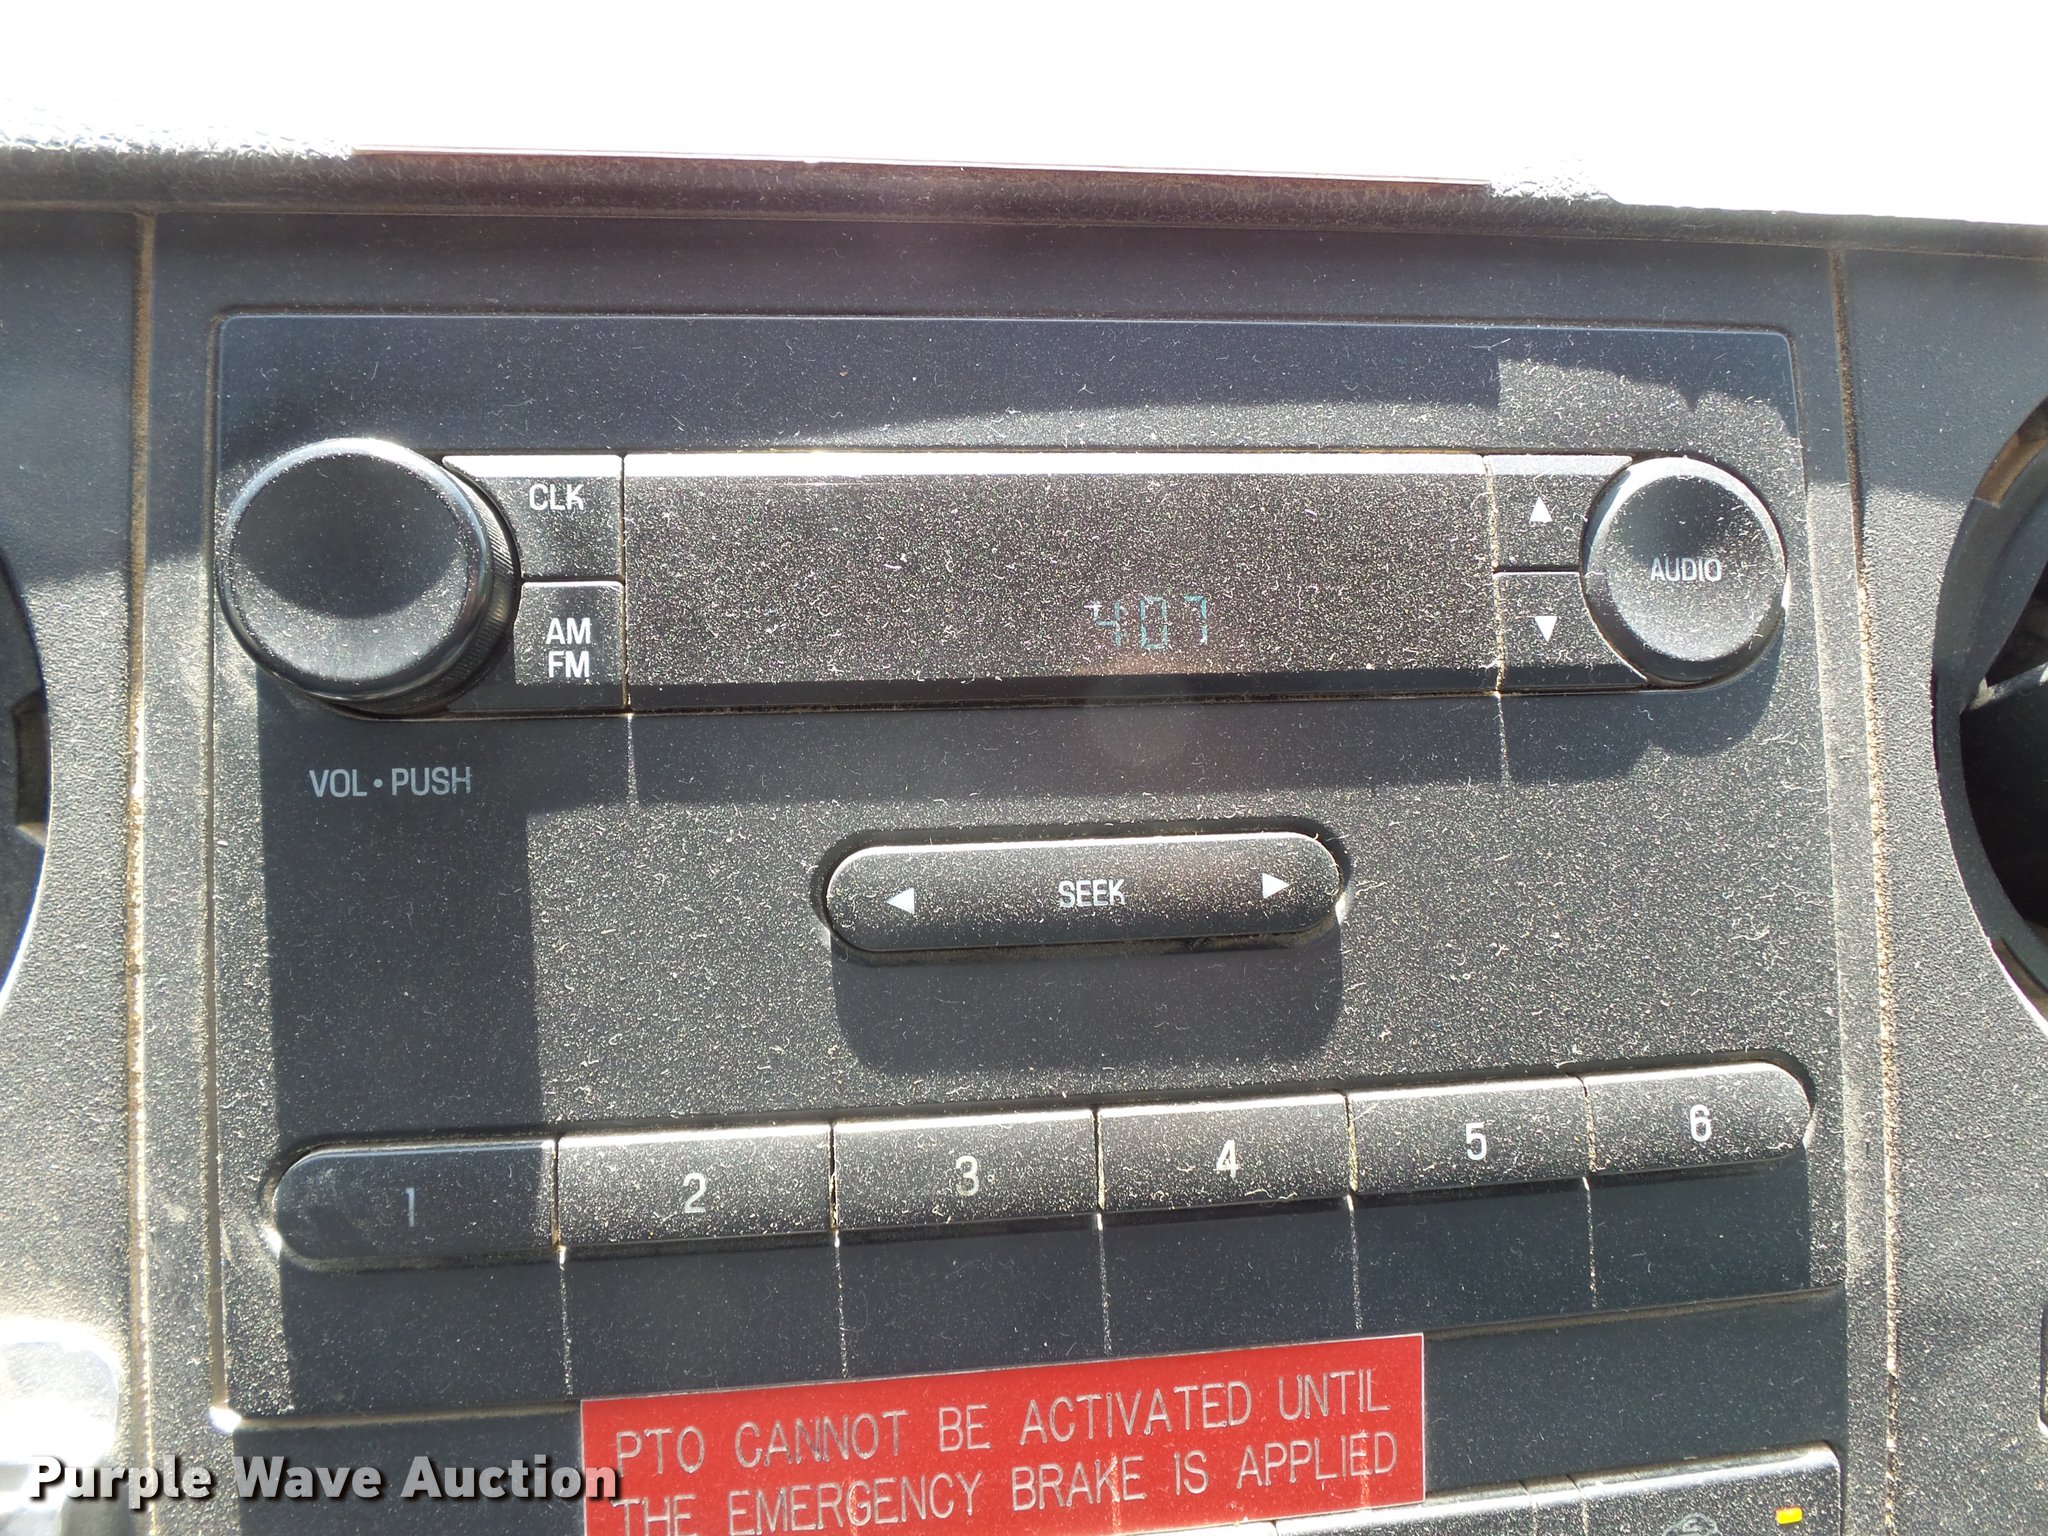 CLK
AM
FM
407
AUDIO
VOL • PUSH
SEEK
1 2 3 4 5 6
PTO CANNOT BE ACTIVATED UNTIL
THE EMERGENCY BRAKE IS APPLIED
Purple Wave Auction